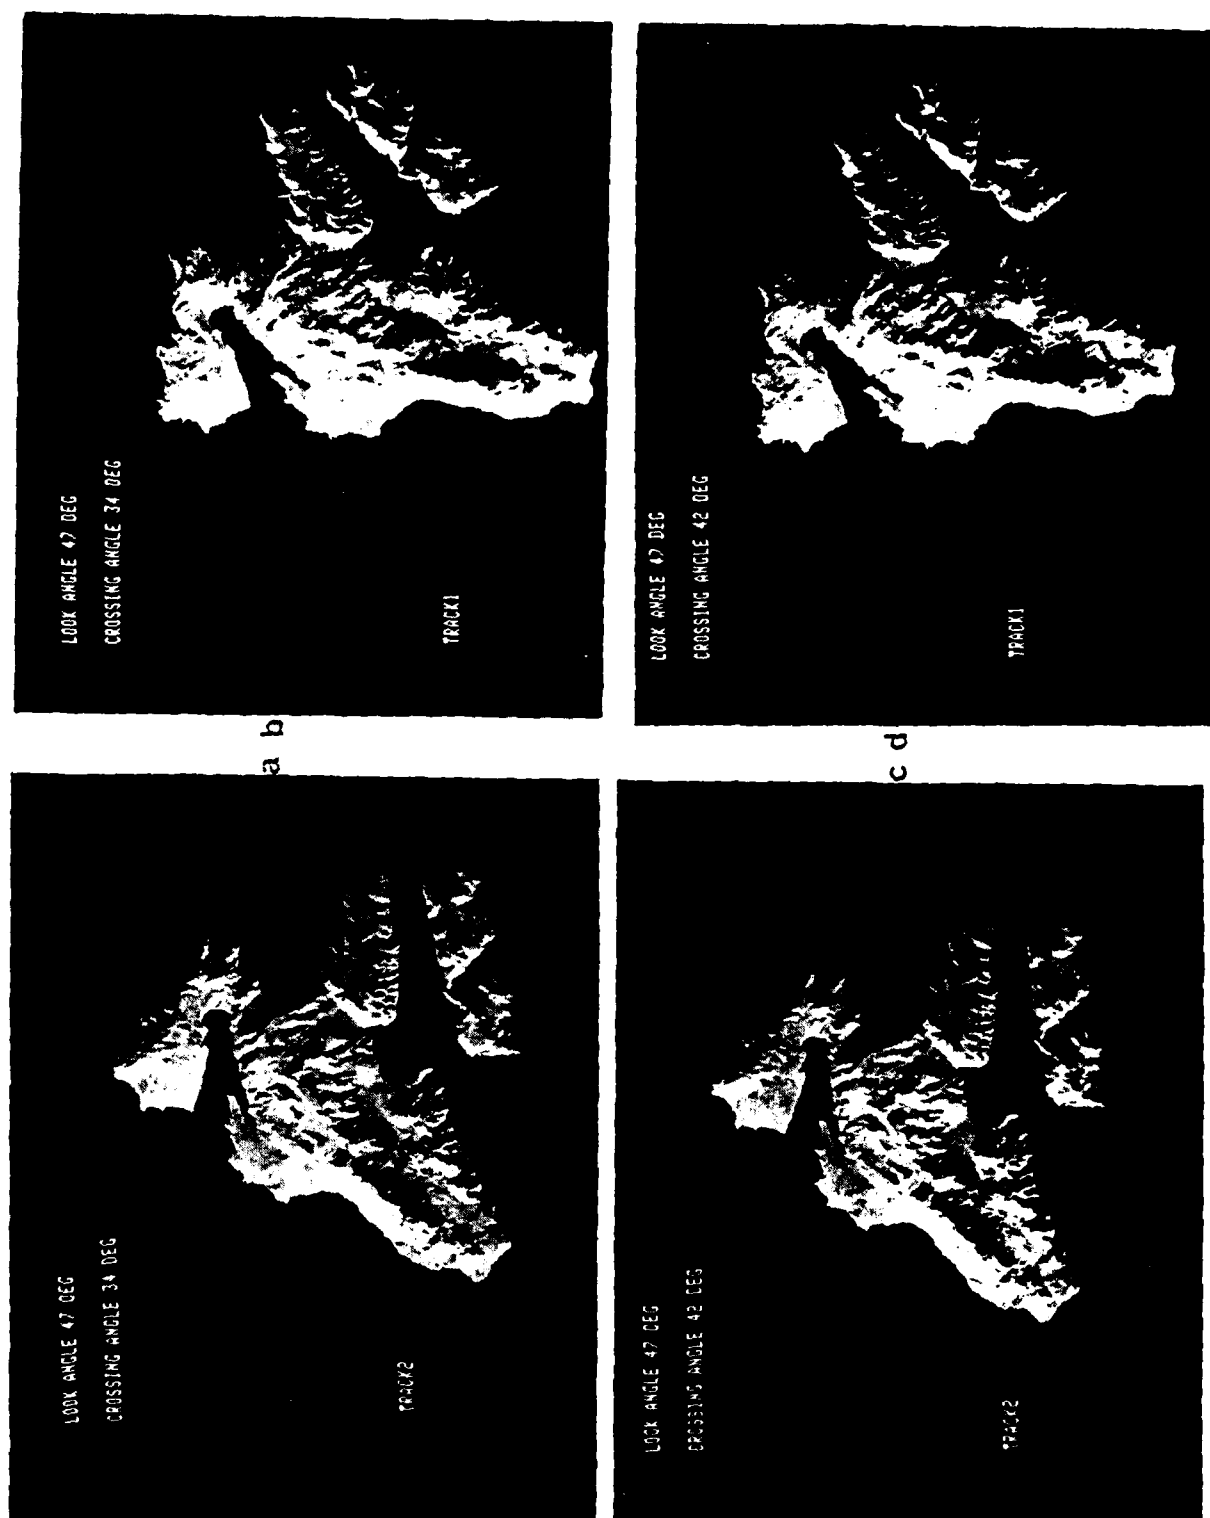 LOOK ANGLE 47 DEG
CROSSING ANGLE 34 DEG
TRACK2
a
LOOK ANGLE 47 DEG
CROSSING ANGLE 34 DEG
TRACK1
b
LOOK ANGLE 47 DEG
CROSSING ANGLE 42 DEG
TRACK2
c
LOOK ANGLE 47 DEG
CROSSING ANGLE 42 DEG
TRACK1
d